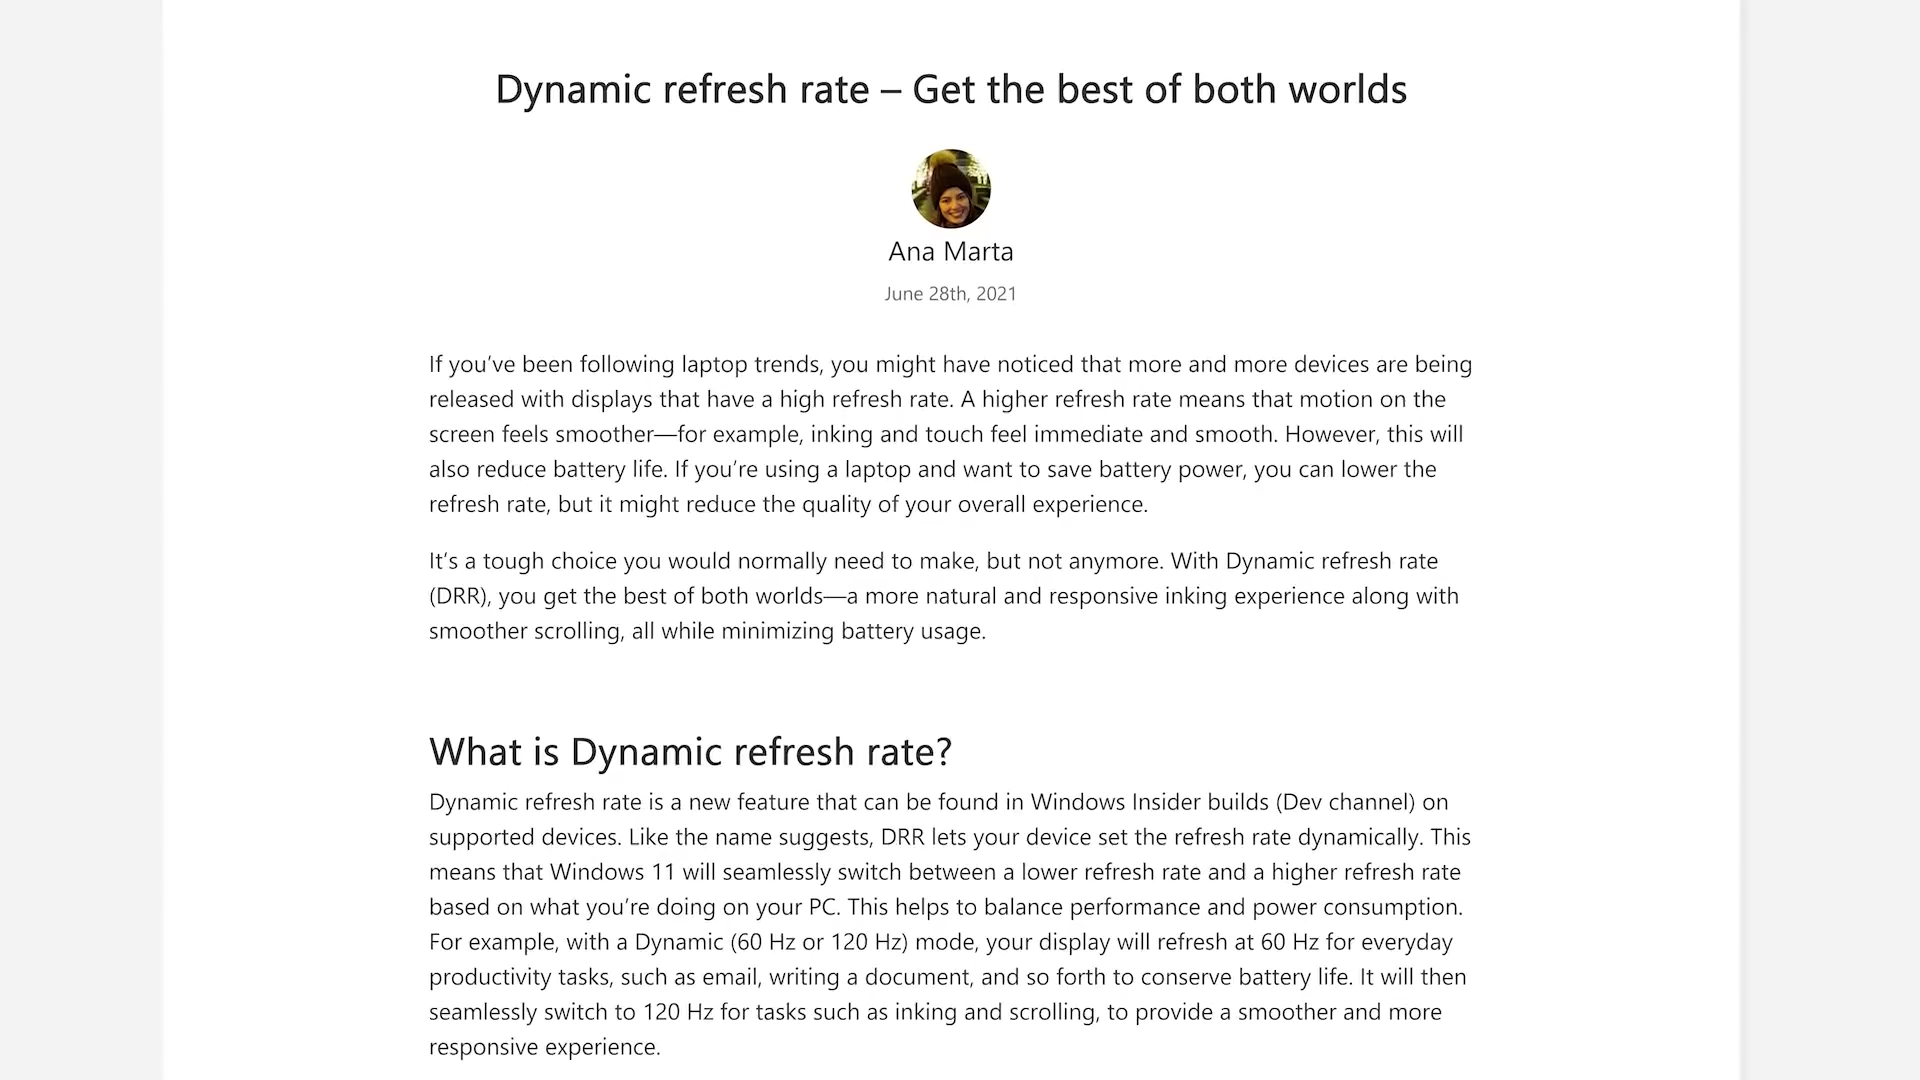 Dynamic refresh rate – Get the best of both worlds
Ana Marta
June 28th, 2021
If you’ve been following laptop trends, you might have noticed that more and more devices are being
released with displays that have a high refresh rate. A higher refresh rate means that motion on the
screen feels smoother—for example, inking and touch feel immediate and smooth. However, this will
also reduce battery life. If you’re using a laptop and want to save battery power, you can lower the
refresh rate, but it might reduce the quality of your overall experience.
It’s a tough choice you would normally need to make, but not anymore. With Dynamic refresh rate
(DRR), you get the best of both worlds—a more natural and responsive inking experience along with
smoother scrolling, all while minimizing battery usage.
What is Dynamic refresh rate?
Dynamic refresh rate is a new feature that can be found in Windows Insider builds (Dev channel) on
supported devices. Like the name suggests, DRR lets your device set the refresh rate dynamically. This
means that Windows 11 will seamlessly switch between a lower refresh rate and a higher refresh rate
based on what you’re doing on your PC. This helps to balance performance and power consumption.
For example, with a Dynamic (60 Hz or 120 Hz) mode, your display will refresh at 60 Hz for everyday
productivity tasks, such as email, writing a document, and so forth to conserve battery life. It will then
seamlessly switch to 120 Hz for tasks such as inking and scrolling, to provide a smoother and more
responsive experience.